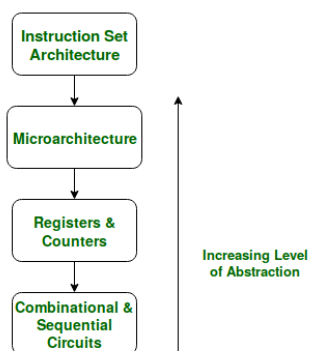 Instruction Set
Architecture
Microarchitecture
Registers &
Counters
Increasing Level
of Abstraction
Combinational &
Sequential
Circuits